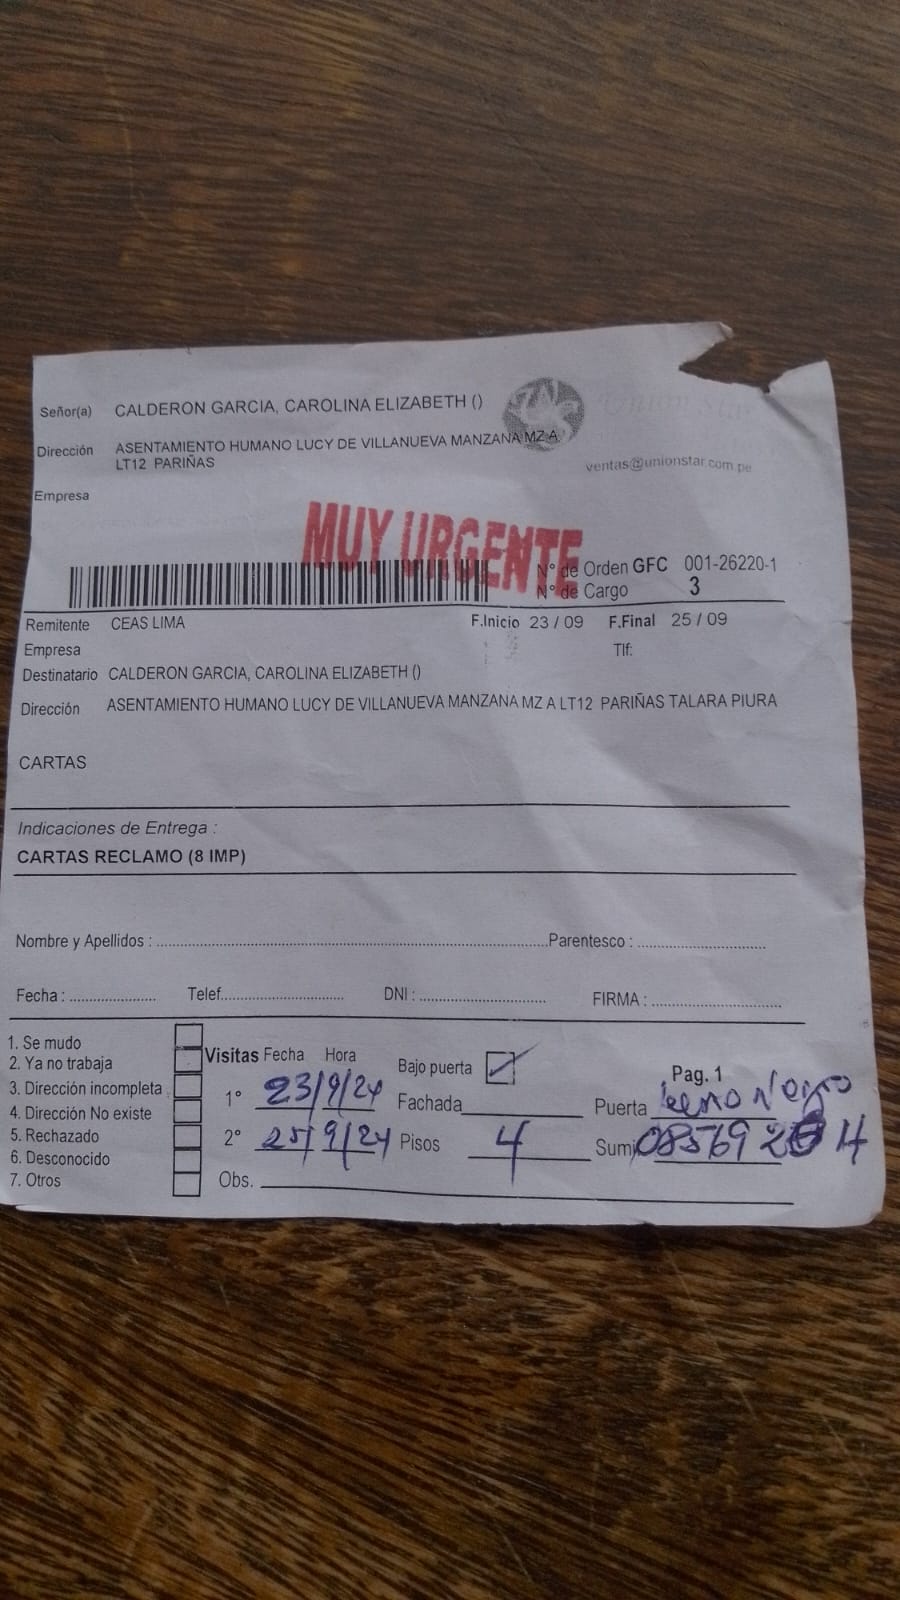 Señor(a) CALDERON GARCIA, CAROLINA ELIZABETH ()
Union Star
Dirección ASENTAMIENTO HUMANO LUCY DE VILLANUEVA MANZANA MZ A
LT12 PARIÑAS
ventas@unionstar.com.pe
Empresa
MUY URGENTE
N° de Orden GFC 001-26220-1
N° de Cargo 3
Remitente CEAS LIMA F.Inicio 23 / 09 F.Final 25 / 09
Empresa Tlf:
Destinatario CALDERON GARCIA, CAROLINA ELIZABETH ()
Dirección ASENTAMIENTO HUMANO LUCY DE VILLANUEVA MANZANA MZ A LT12 PARIÑAS TALARA PIURA
CARTAS
Indicaciones de Entrega :
CARTAS RECLAMO (8 IMP)
Nombre y Apellidos : Parentesco :
Fecha : Telef. DNI : FIRMA :
1. Se mudo
2. Ya no trabaja
3. Dirección incompleta
4. Dirección No existe
5. Rechazado
6. Desconocido
7. Otros
Visitas Fecha Hora
1° 23/9/24
2° 25/9/24
Obs.
Bajo puerta
Fachada
Pisos 4
Pag. 1
Puerta Negro
Sum